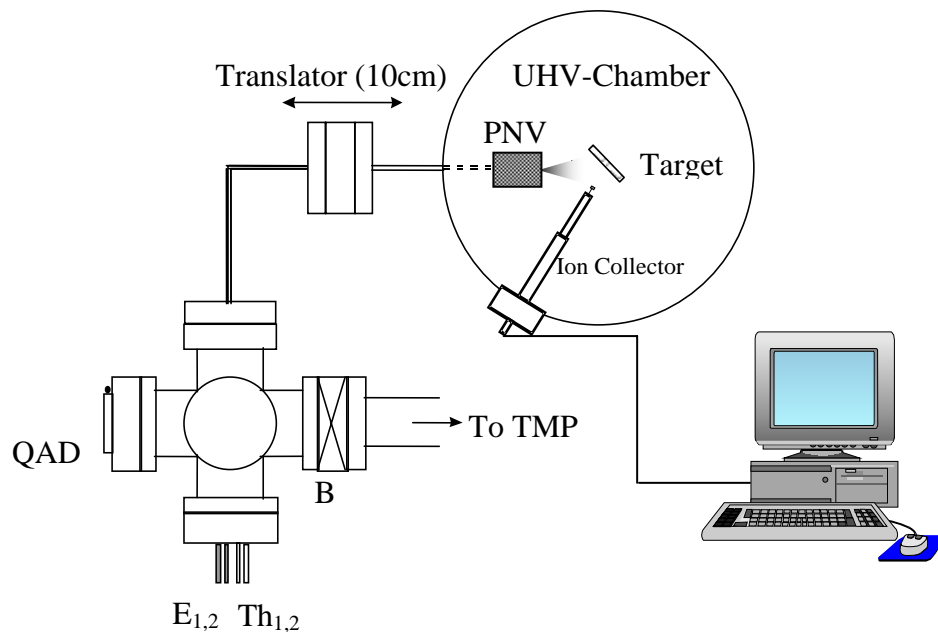 Translator (10cm)
UHV-Chamber
PNV
Target
Ion Collector
To TMP
QAD
B
E1,2 Th1,2